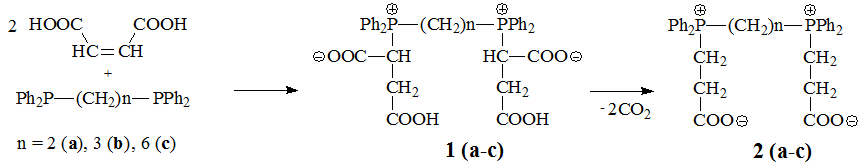 2 HOOC COOH
HC=CH
+
Ph2P—(CH2)n—PPh2
n = 2 (a), 3 (b), 6 (c)
⊕ ⊕
Ph2P—(CH2)n—PPh2
⊖OOC—CH HC—COO⊖
CH2 CH2
COOH COOH
1 (a-c)
- 2CO2
⊕ ⊕
Ph2P—(CH2)n—PPh2
CH2 CH2
CH2 CH2
COO⊖ COO⊖
2 (a-c)